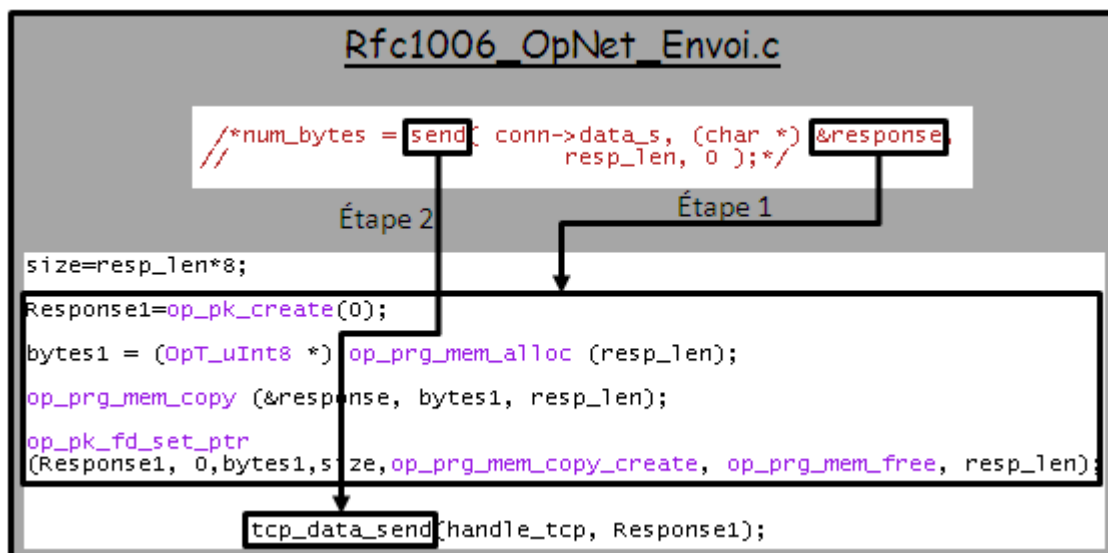 Rfc1006_OpNet_Envoi.c
/*num_bytes = send( conn->data_s, (char *) &response,
// resp_len, 0 );*/
Étape 2
Étape 1
size=resp_len*8;
Response1=op_pk_create(0);
bytes1 = (OpT_uInt8 *) op_prg_mem_alloc (resp_len);
op_prg_mem_copy (&response, bytes1, resp_len);
op_pk_fd_set_ptr
(Response1, 0,bytes1,size,op_prg_mem_copy_create, op_prg_mem_free, resp_len);
tcp_data_send(handle_tcp, Response1);